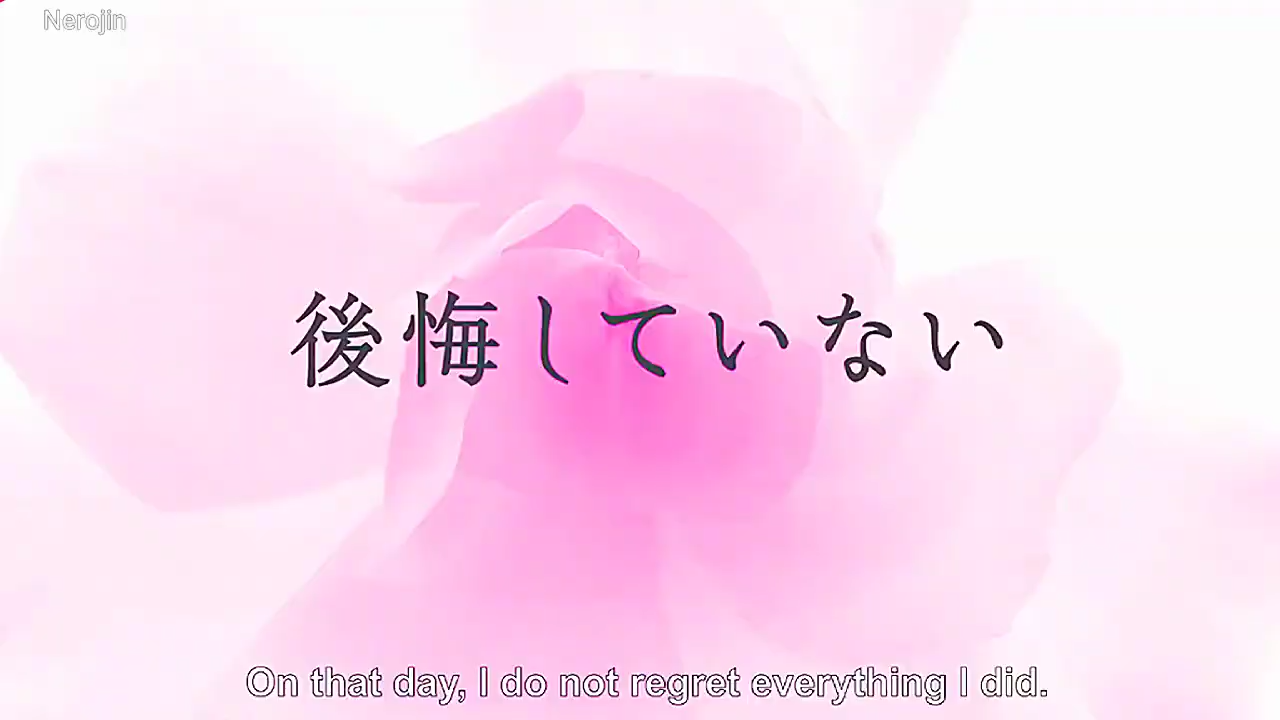 Nerojin
後悔していない
On that day, I do not regret everything I did.